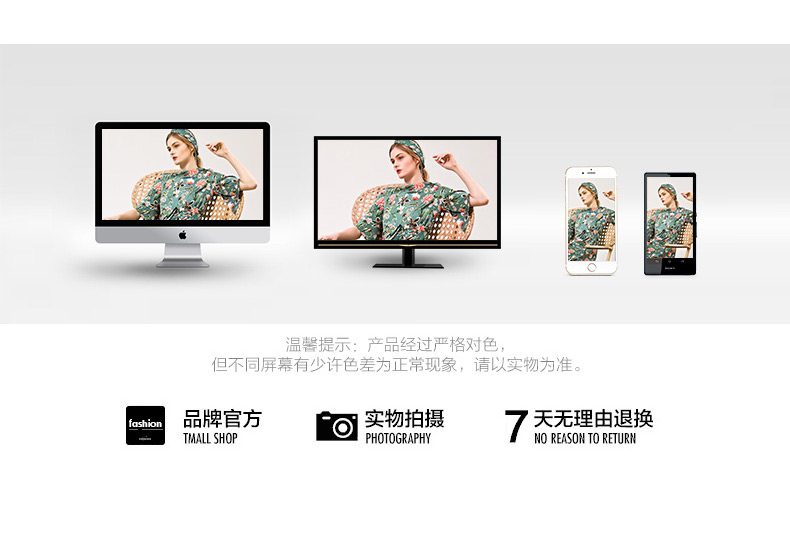 SONY
温馨提示：产品经过严格对色，
但不同屏幕有少许色差为正常现象，请以实物为准。
fashion
品牌官方
TMALL SHOP
实物拍摄
PHOTOGRAPHY
7天无理由退换
NO REASON TO RETURN